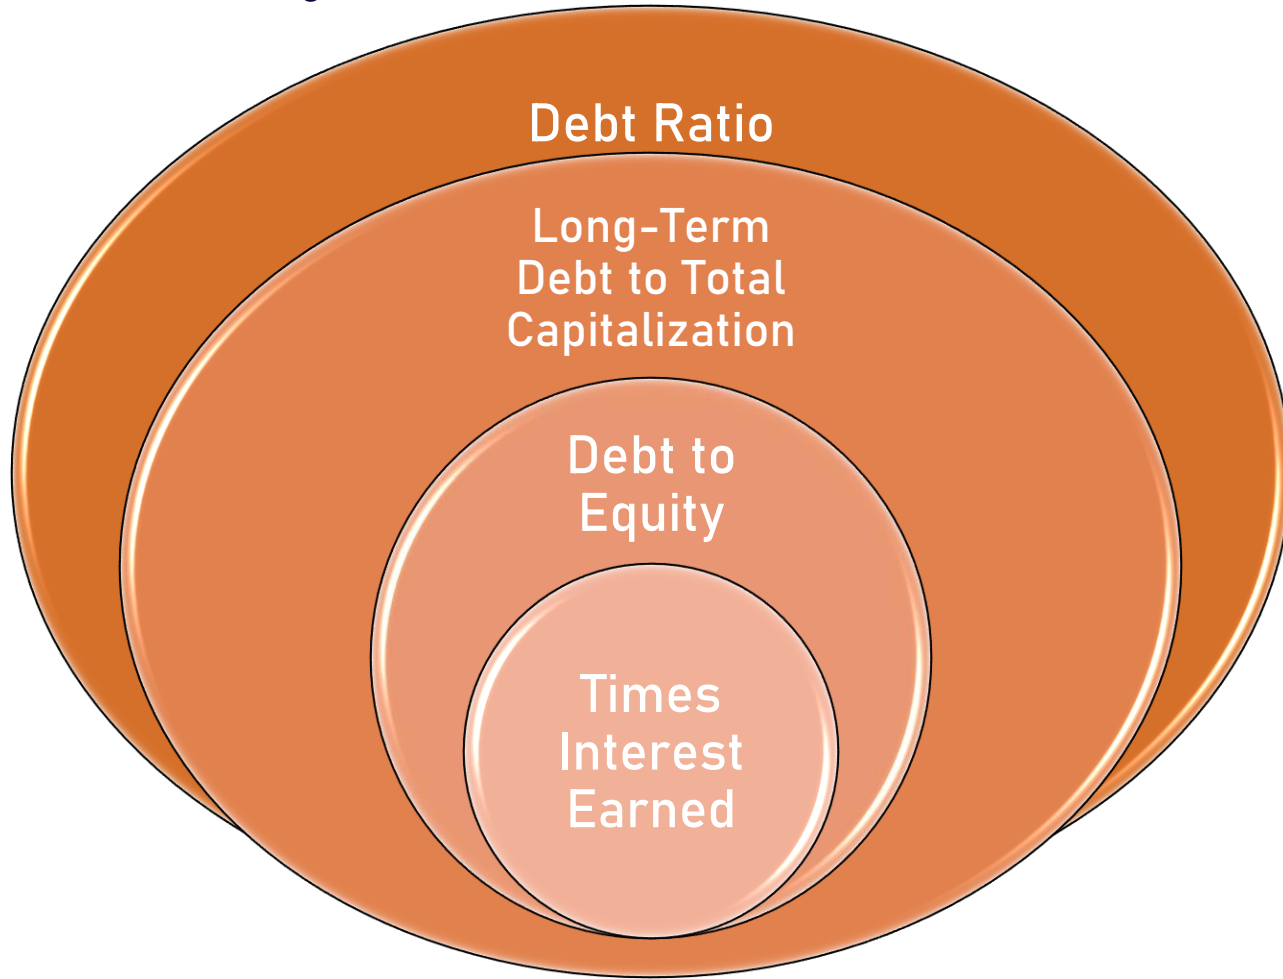 Debt Ratio
Long-Term
Debt to Total
Capitalization
Debt to
Equity
Times
Interest
Earned